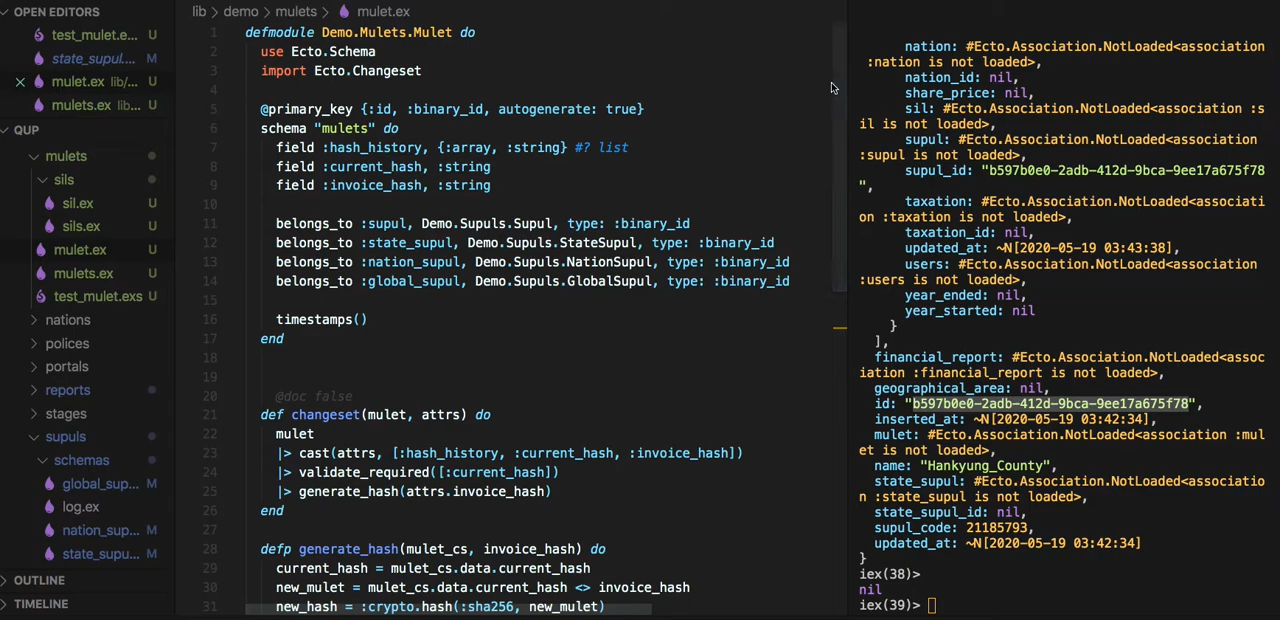 OPEN EDITORS
test_mulet.e... U
state_supul.... M
mulet.ex lib/... U
mulets.ex lib... U
QUP
mulets
sils
sil.ex U
sils.ex U
mulet.ex U
mulets.ex U
test_mulet.exs U
nations
polices
portals
reports
stages
supuls
schemas
global_sup... M
log.ex
nation_sup... M
state_supu... M
OUTLINE
TIMELINE
lib > demo > mulets > mulet.ex
1 defmodule Demo.Mulets.Mulet do
2 use Ecto.Schema
3 import Ecto.Changeset
4
5 @primary_key {:id, :binary_id, autogenerate: true}
6 schema "mulets" do
7 field :hash_history, {:array, :string} #? list
8 field :current_hash, :string
9 field :invoice_hash, :string
10
11 belongs_to :supul, Demo.Supuls.Supul, type: :binary_id
12 belongs_to :state_supul, Demo.Supuls.StateSupul, type: :binary_id
13 belongs_to :nation_supul, Demo.Supuls.NationSupul, type: :binary_id
14 belongs_to :global_supul, Demo.Supuls.GlobalSupul, type: :binary_id
15
16 timestamps()
17 end
18
19
20 @doc false
21 def changeset(mulet, attrs) do
22 mulet
23 |> cast(attrs, [:hash_history, :current_hash, :invoice_hash])
24 |> validate_required([:current_hash])
25 |> generate_hash(attrs.invoice_hash)
26 end
27
28 defp generate_hash(mulet_cs, invoice_hash) do
29 current_hash = mulet_cs.data.current_hash
30 new_mulet = mulet_cs.data.current_hash <> invoice_hash
31 new_hash = :crypto.hash(:sha256, new_mulet)
nation: #Ecto.Association.NotLoaded<association
:nation is not loaded>,
nation_id: nil,
share_price: nil,
sil: #Ecto.Association.NotLoaded<association :s
il is not loaded>,
supul: #Ecto.Association.NotLoaded<association
:supul is not loaded>,
supul_id: "b597b0e0-2adb-412d-9bca-9ee17a675f78
",
taxation: #Ecto.Association.NotLoaded<associati
on :taxation is not loaded>,
taxation_id: nil,
updated_at: ~N[2020-05-19 03:43:38],
users: #Ecto.Association.NotLoaded<association
:users is not loaded>,
year_ended: nil,
year_started: nil
}
],
financial_report: #Ecto.Association.NotLoaded<assoc
iation :financial_report is not loaded>,
geographical_area: nil,
id: "b597b0e0-2adb-412d-9bca-9ee17a675f78",
inserted_at: ~N[2020-05-19 03:42:34],
mulet: #Ecto.Association.NotLoaded<association :mul
et is not loaded>,
name: "Hankyung_County",
state_supul: #Ecto.Association.NotLoaded<associatio
n :state_supul is not loaded>,
state_supul_id: nil,
supul_code: 21185793,
updated_at: ~N[2020-05-19 03:42:34]
}
iex(38)>
nil
iex(39)>